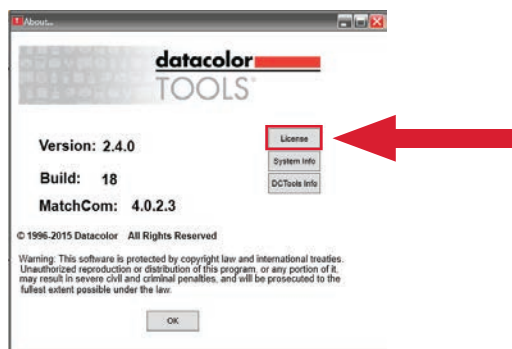 About...
datacolor
TOOLS
License
Version: 2.4.0
System Info
Build: 18
DCTools Info
MatchCom: 4.0.2.3
© 1996-2015 Datacolor All Rights Reserved
Warning: This software is protected by copyright law and international treaties.
Unauthorized reproduction or distribution of this program, or any portion of it,
may result in severe civil and criminal penalties, and will be prosecuted to the
fullest extent possible under the law.
OK